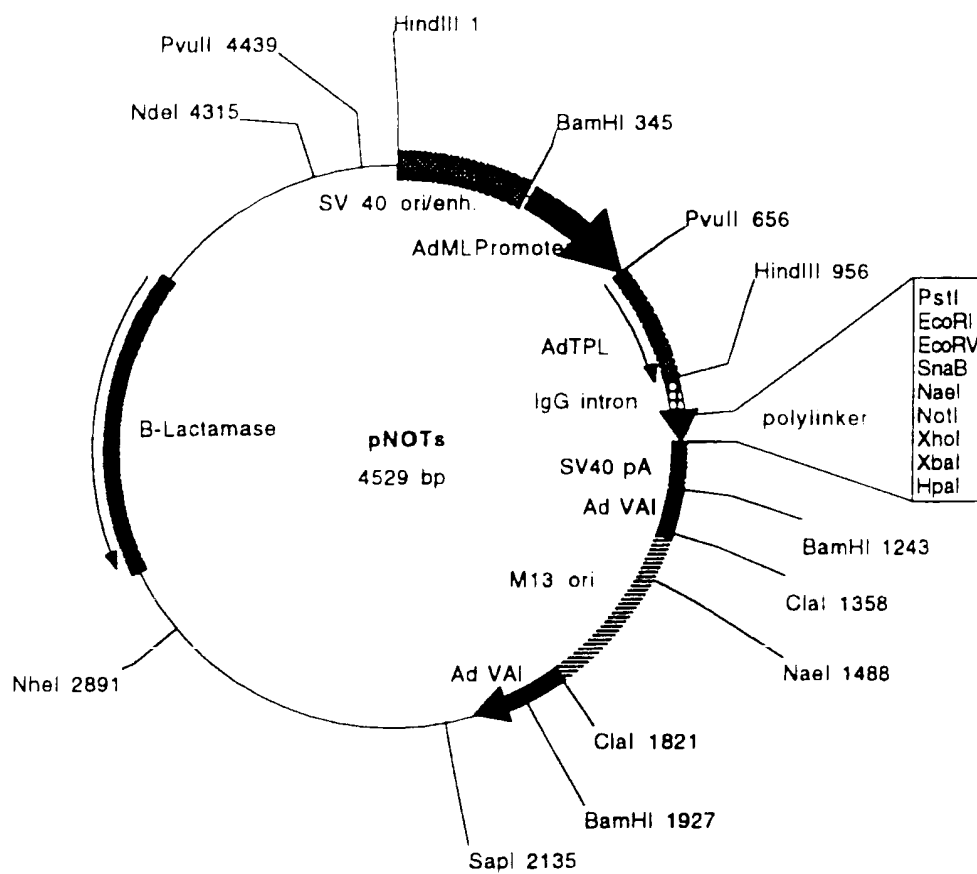 HindIII 1
PvuII 4439
NdeI 4315
BamHI 345
SV 40 ori/enh.
AdMLPromote
PvuII 656
HindIII 956
PstI
EcoRI
EcoRV
SnaB
NaeI
NotI
XhoI
XbaI
HpaI
AdTPL
IgG intron
polylinker
B-Lactamase
pNOTs
4529 bp
SV40 pA
Ad VAI
BamHI 1243
M13 ori
ClaI 1358
NaeI 1488
Ad VAI
NheI 2891
ClaI 1821
BamHI 1927
SapI 2135